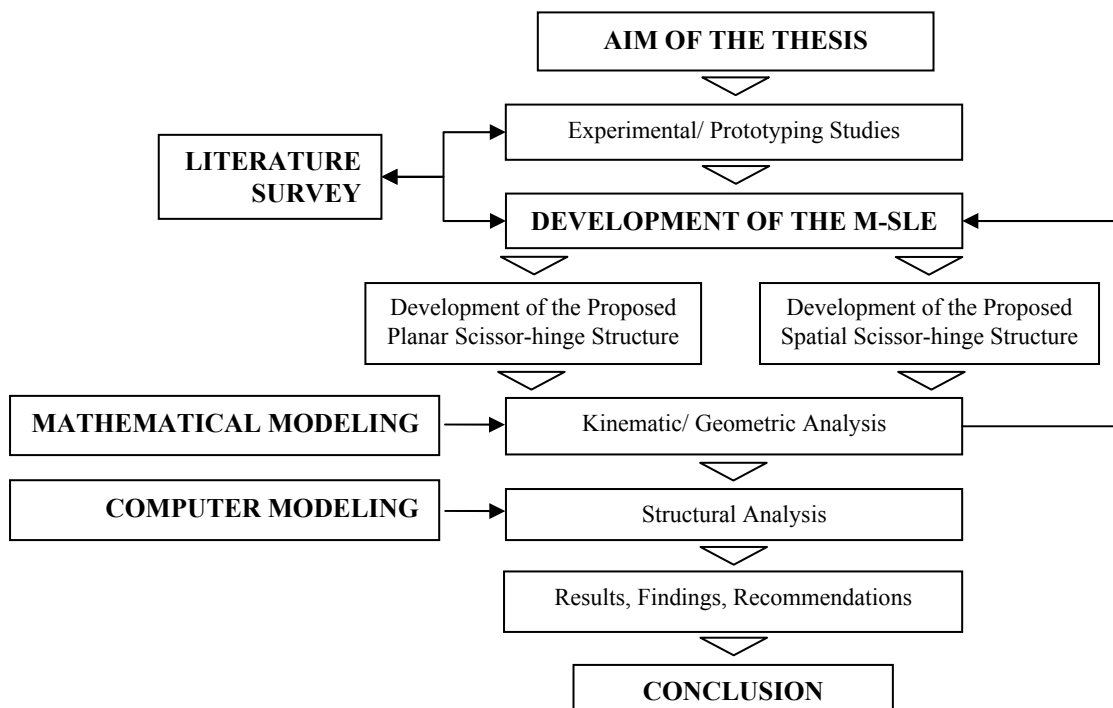 AIM OF THE THESIS
Experimental/ Prototyping Studies
LITERATURE
SURVEY
DEVELOPMENT OF THE M-SLE
Development of the Proposed
Planar Scissor-hinge Structure
Development of the Proposed
Spatial Scissor-hinge Structure
MATHEMATICAL MODELING
Kinematic/ Geometric Analysis
COMPUTER MODELING
Structural Analysis
Results, Findings, Recommendations
CONCLUSION